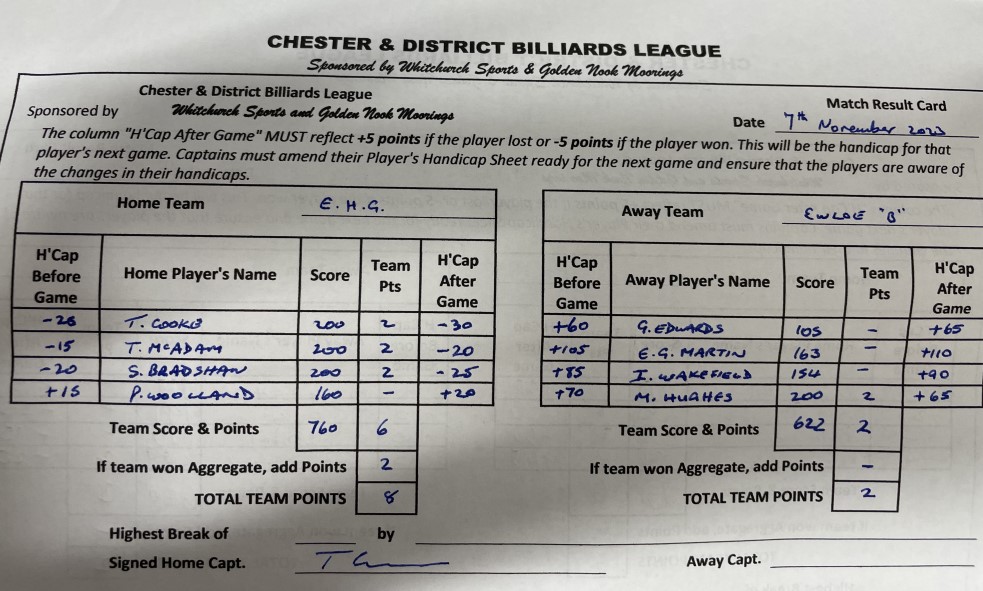 CHESTER & DISTRICT BILLIARDS LEAGUE
Sponsored by Whitchurch Sports & Golden Nook Moorings
Chester & District Billiards League
Sponsored by Whitchurch Sports and Golden Nook Moorings
Match Result Card
Date 7th November 2023
The column "H'Cap After Game" MUST reflect +5 points if the player lost or -5 points if the player won. This will be the handicap for that
player's next game. Captains must amend their Player's Handicap Sheet ready for the next game and ensure that the players are aware of
the changes in their handicaps.
Home Team E.H.G.
H'Cap Before Game Home Player's Name Score Team Pts H'Cap After Game
-25 T. COOKE 200 2 -30
-15 T. McADAM 200 2 -20
-20 S. BRADSHAW 200 2 -25
+15 P. WOOLLAND 160 - +20
Team Score & Points 760 6
If team won Aggregate, add Points 2
TOTAL TEAM POINTS 8
Away Team EWLOE "B"
H'Cap Before Game Away Player's Name Score Team Pts H'Cap After Game
+60 G. EDWARDS 105 - +65
+105 E.G. MARTIN 163 - +110
+85 I. WAKEFIELD 154 - +90
+70 M. HUGHES 200 2 +65
Team Score & Points 622 2
If team won Aggregate, add Points -
TOTAL TEAM POINTS 2
Highest Break of by
Signed Home Capt.
Away Capt.